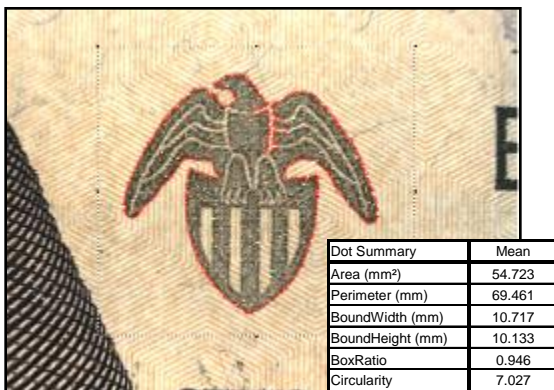 E
Dot Summary Mean
Area (mm²) 54.723
Perimeter (mm) 69.461
BoundWidth (mm) 10.717
BoundHeight (mm) 10.133
BoxRatio 0.946
Circularity 7.027